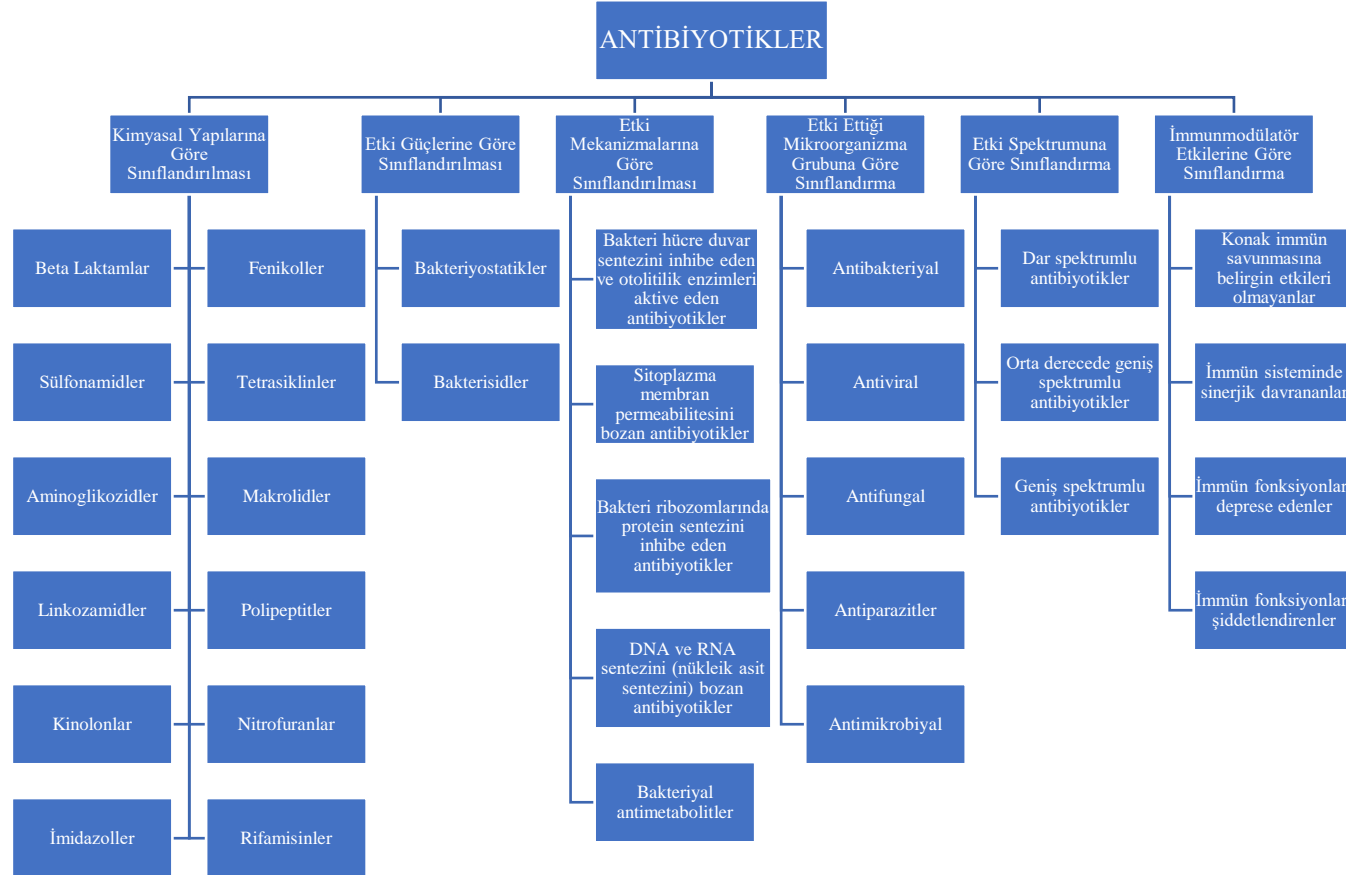 ANTİBİYOTİKLER
Kimyasal Yapılarına
Göre
Sınıflandırılması
Beta Laktamlar
Fenikoller
Sülfonamidler
Tetrasiklinler
Aminoglikozidler
Makrolidler
Linkozamidler
Polipeptitler
Kinolonlar
Nitrofuranlar
İmidazoller
Rifamisinler
Etki Güçlerine Göre
Sınıflandırılması
Bakteriyostatikler
Bakterisidler
Etki
Mekanizmalarına
Göre
Sınıflandırılması
Bakteri hücre duvar
sentezini inhibe eden
ve otolitilik enzimleri
aktive eden
antibiyotikler
Sitoplazma
membran
permeabilitesini
bozan antibiyotikler
Bakteri ribozomlarında
protein sentezini
inhibe eden
antibiyotikler
DNA ve RNA
sentezini (nükleik asit
sentezini) bozan
antibiyotikler
Bakteriyal
antimetabolitler
Etki Ettiği
Mikroorganizma
Grubuna Göre
Sınıflandırma
Antibakteriyal
Antiviral
Antifungal
Antiparazitler
Antimikrobiyal
Etki Spektrumuna
Göre Sınıflandırma
Dar spektrumlu
antibiyotikler
Orta derecede geniş
spektrumlu
antibiyotikler
Geniş spektrumlu
antibiyotikler
İmmunmodülatör
Etkilerine Göre
Sınıflandırma
Konak immün
savunmasına
belirgin etkileri
olmayanlar
İmmün sisteminde
sinerjik davrananlar
İmmün fonksiyonlar
deprese edenler
İmmün fonksiyonlar
şiddetlendirenler